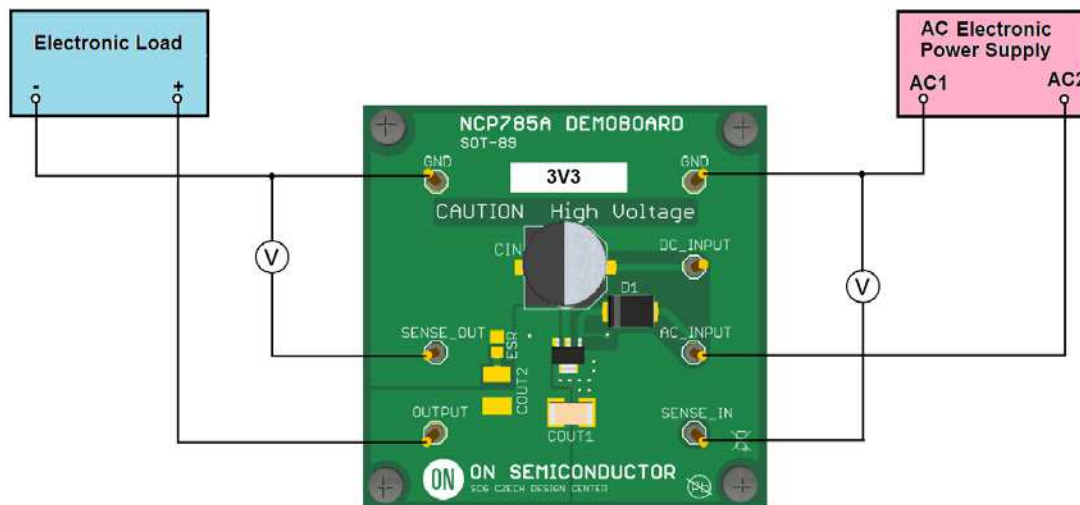 Electronic Load
- +
AC Electronic
Power Supply
AC1 AC2
NCP785A DEMOBOARD
SOT-89
GND
3V3
GND
CAUTION High Voltage
CIN
DC_INPUT
D1
V
V
SENSE_OUT
ESR
AC_INPUT
COUT2
OUTPUT
COUT1
SENSE_IN
ON
ON SEMICONDUCTOR
SCG CZECH DESIGN CENTER
Pb